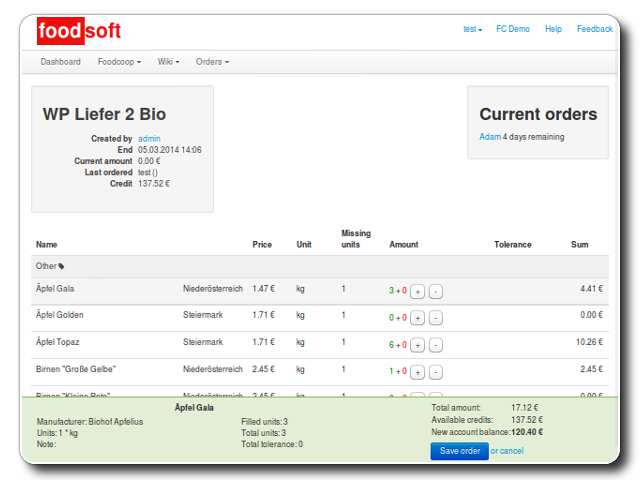 foodsoft
test FC Demo Help Feedback
Dashboard Foodcoop Wiki Orders
WP Liefer 2 Bio
Created by admin
End 05.03.2014 14:06
Current amount 0.00 €
Last ordered test ()
Credit 137.52 €
Current orders
Adam 4 days remaining
Name Price Unit Missing units Amount Tolerance Sum
Other
Äpfel Gala Niederösterreich 1.47 € kg 1 3 + 0 + - 4.41 €
Äpfel Golden Steiermark 1.71 € kg 1 0 + 0 + - 0.00 €
Äpfel Topaz Steiermark 1.71 € kg 1 6 + 0 + - 10.26 €
Birnen "Große Gelbe" Niederösterreich 2.45 € kg 1 1 + 0 + - 2.45 €
Birnen "Kleine Rote" Niederösterreich 2.45 € kg 1 0.00 €
Äpfel Gala
Manufacturer: Biohof Apfelius
Units: 1 * kg
Note:
Filled units: 3
Total units: 3
Total tolerance: 0
Total amount: 17.12 €
Available credits: 137.52 €
New account balance: 120.40 €
Save order or cancel